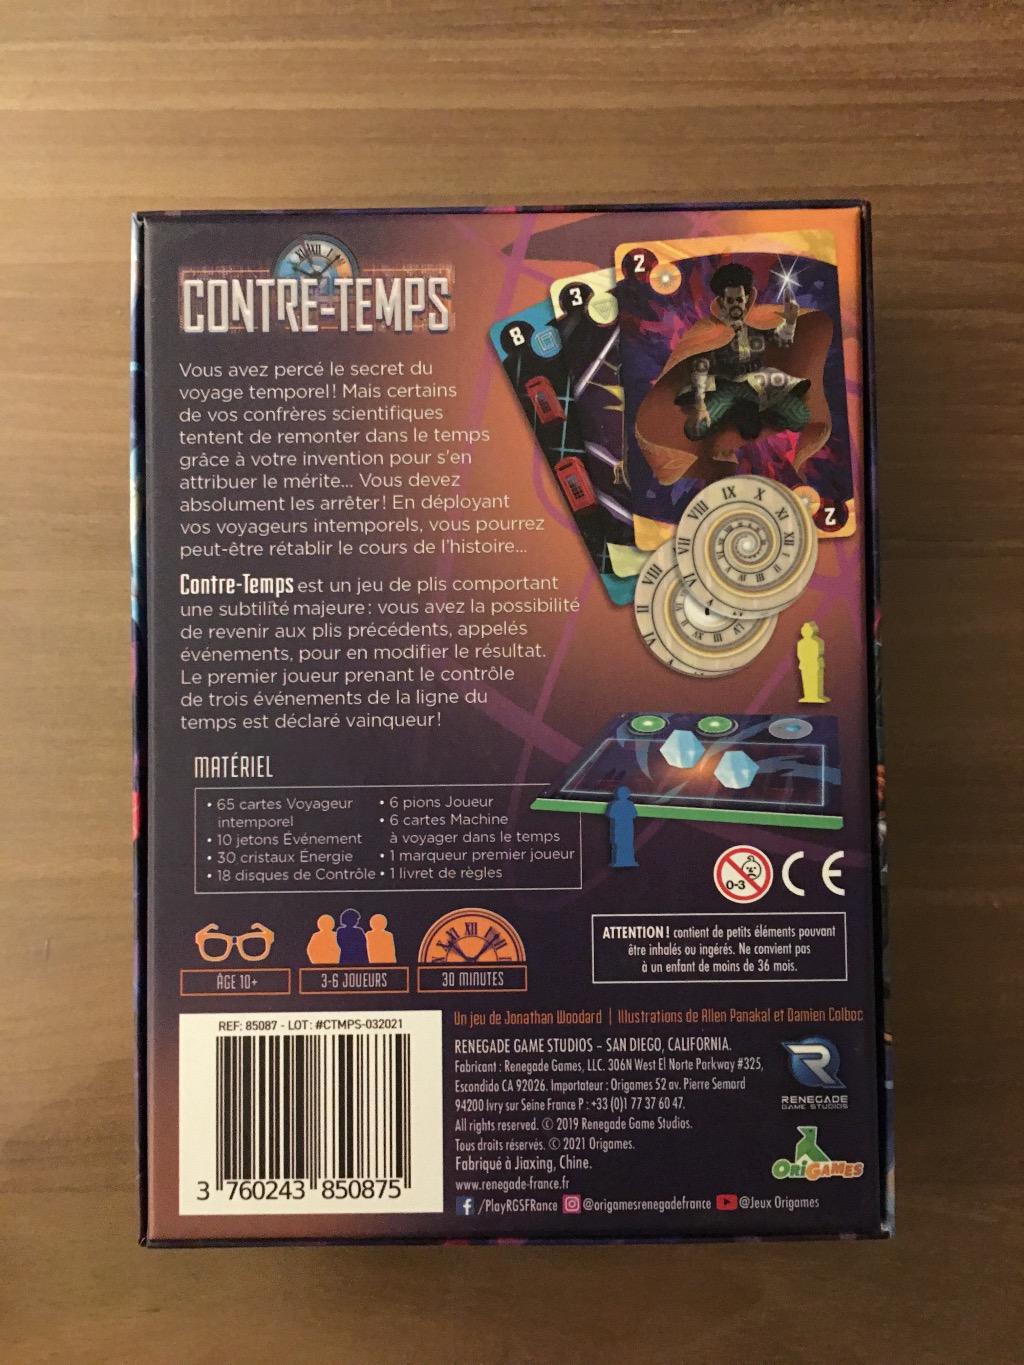 CONTRE-TEMPS
Vous avez percé le secret du
voyage temporel! Mais certains
de vos confrères scientifiques
tentent de remonter dans le temps
grâce à votre invention pour s'en
attribuer le mérite... Vous devez
absolument les arrêter! En déployant
vos voyageurs intemporels, vous pourrez
peut-être rétablir le cours de l'histoire...
Contre-Temps est un jeu de plis comportant
une subtilité majeure: vous avez la possibilité
de revenir aux plis précédents, appelés
événements, pour en modifier le résultat.
Le premier joueur prenant le contrôle
de trois événements de la ligne du
temps est déclaré vainqueur!
8
3
2
2
MATÉRIEL
• 65 cartes Voyageur
intemporel
• 10 jetons Événement
• 30 cristaux Énergie
• 18 disques de Contrôle
• 6 pions Joueur
• 6 cartes Machine
à voyager dans le temps
• 1 marqueur premier joueur
• 1 livret de règles
0-3
CE
ÂGE 10+
3-6 JOUEURS
30 MINUTES
ATTENTION! contient de petits éléments pouvant
être inhalés ou ingérés. Ne convient pas
à un enfant de moins de 36 mois.
REF: 85087 - LOT: #CTMPS-032021
3 760243 850875
Un jeu de Jonathan Woodard | Illustrations de Allen Panakal et Damien Colboc
RENEGADE GAME STUDIOS – SAN DIEGO, CALIFORNIA.
Fabricant : Renegade Games, LLC. 306N West El Norte Parkway #325,
Escondido CA 92026. Importateur : Origames 52 av. Pierre Semard
94200 Ivry sur Seine France P : +33 (0)1 77 37 60 47.
All rights reserved. © 2019 Renegade Game Studios.
Tous droits réservés. © 2021 Origames.
Fabriqué à Jiaxing, Chine.
www.renegade-france.fr
/PlayRGSFRance @origamesrenegadefrance @Jeux Origames
RENEGADE
GAME STUDIOS
ORIGAMES